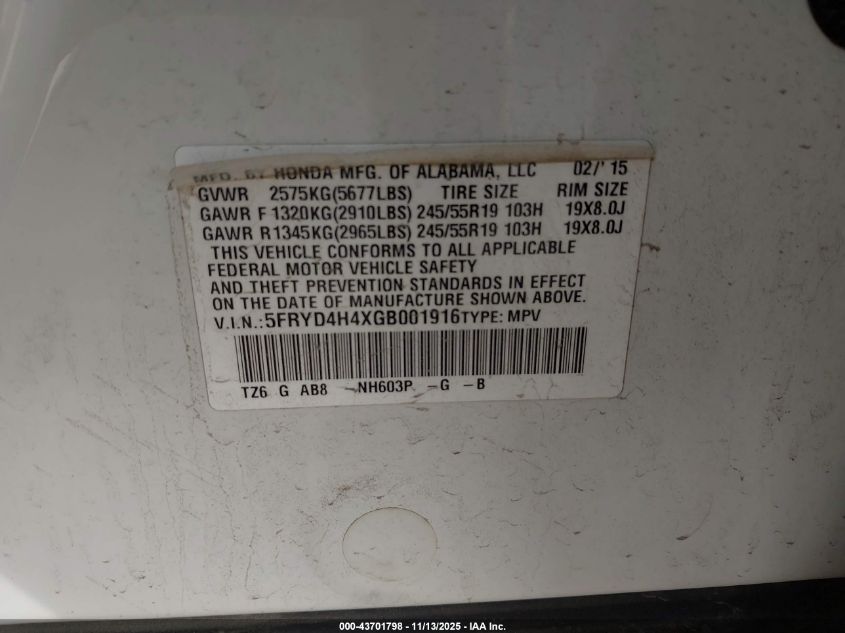 MFD. BY HONDA MFG. OF ALABAMA, LLC 02/' 15
GVWR 2575KG(5677LBS) TIRE SIZE RIM SIZE
GAWR F 1320KG(2910LBS) 245/55R19 103H 19X8.0J
GAWR R1345KG(2965LBS) 245/55R19 103H 19X8.0J
THIS VEHICLE CONFORMS TO ALL APPLICABLE
FEDERAL MOTOR VEHICLE SAFETY
AND THEFT PREVENTION STANDARDS IN EFFECT
ON THE DATE OF MANUFACTURE SHOWN ABOVE.
V.I.N.:5FRYD4H4XGB001916TYPE: MPV
TZ6 G AB8 -NH603P -G -B
000-43701798 - 11/13/2025 - IAA Inc.